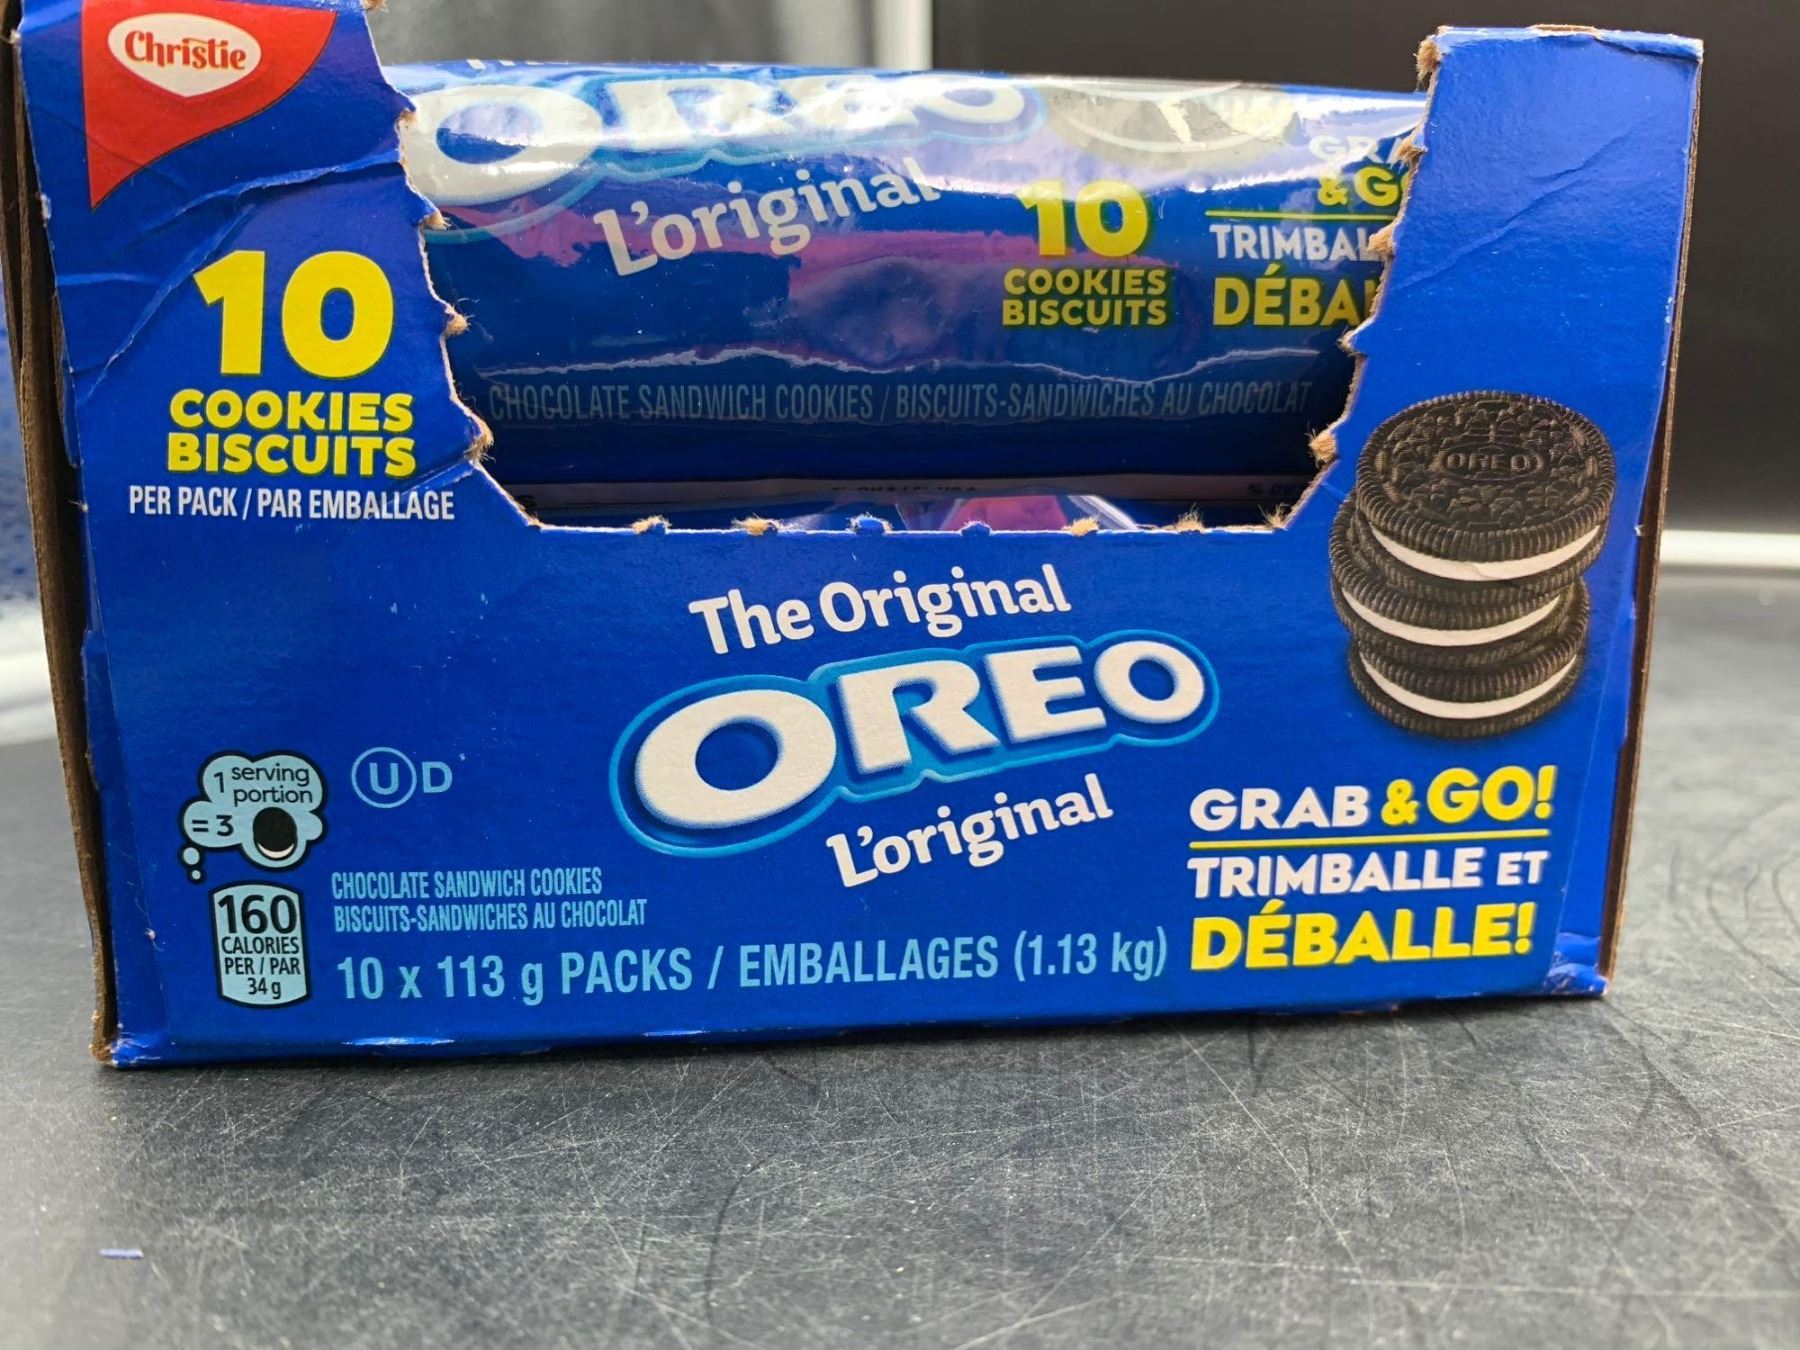 Christie
OREO
L'original
10
COOKIES
BISCUITS
CHOCOLATE SANDWICH COOKIES / BISCUITS-SANDWICHES AU CHOCOLAT
10
COOKIES
BISCUITS
PER PACK / PAR EMBALLAGE
The Original
OREO
L'original
OREO
1 serving
portion
= 3
U D
160
CALORIES
PER / PAR
34 g
CHOCOLATE SANDWICH COOKIES
BISCUITS-SANDWICHES AU CHOCOLAT
10 x 113 g PACKS / EMBALLAGES (1.13 kg)
GRAB & GO!
TRIMBALLE ET
DÉBALLE!